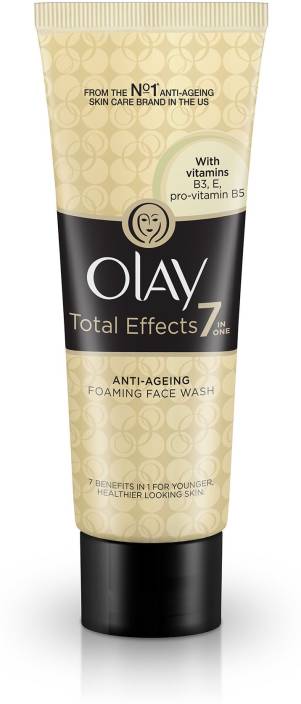 FROM THE No1* ANTI-AGEING
SKIN CARE BRAND IN THE US
With
vitamins
B3, E,
pro-vitamin B5
OLAY
Total Effects 7 IN ONE
ANTI-AGEING
FOAMING FACE WASH
7 BENEFITS IN 1 FOR YOUNGER,
HEALTHIER LOOKING SKIN.